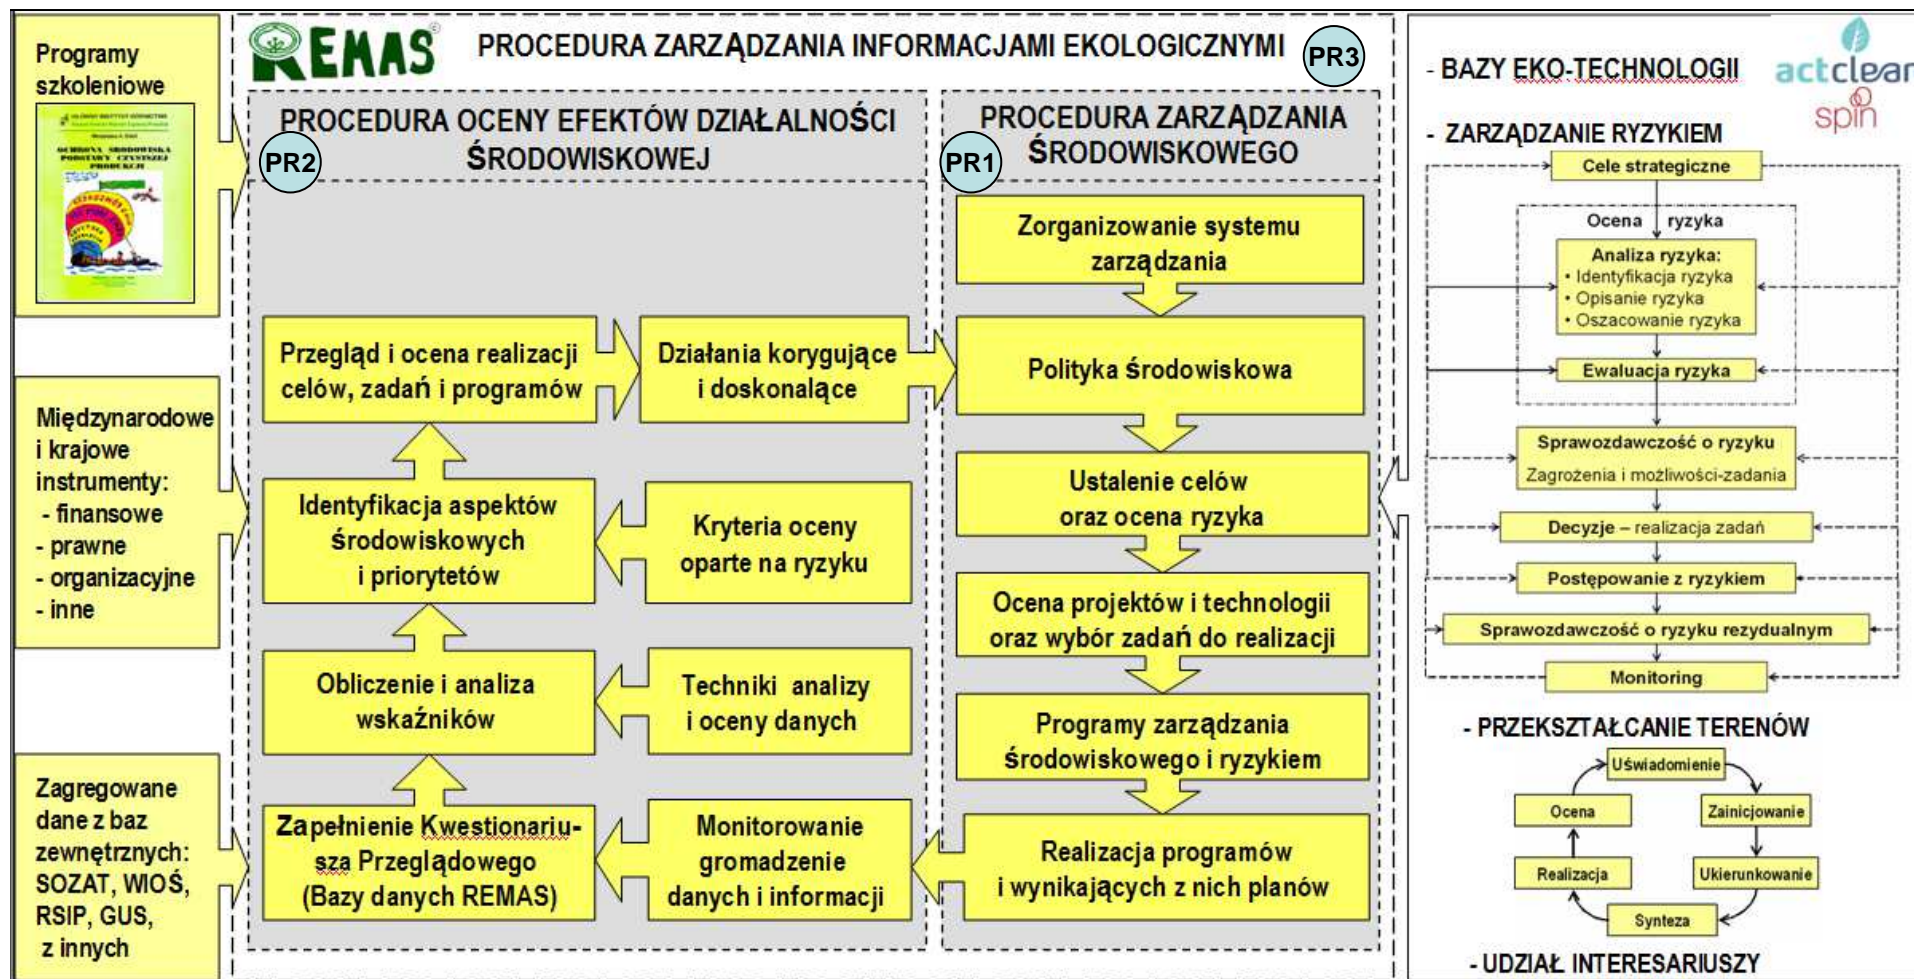 Programy
szkoleniowe
OCHRONA ŚRODOWISKA
PODSTAWY CZYSTSZEJ
PRODUKCJI
Międzynarodowe
i krajowe
instrumenty:
- finansowe
- prawne
- organizacyjne
- inne
Zagregowane
dane z baz
zewnętrznych:
SOZAT, WIOŚ,
RSIP, GUS,
z innych
REMAS©
PROCEDURA ZARZĄDZANIA INFORMACJAMI EKOLOGICZNYMI
PR3
PROCEDURA OCENY EFEKTÓW DZIAŁALNOŚCI
ŚRODOWISKOWEJ
PR2
Przegląd i ocena realizacji
celów, zadań i programów
Działania korygujące
i doskonalące
Identyfikacja aspektów
środowiskowych
i priorytetów
Kryteria oceny
oparte na ryzyku
Obliczenie i analiza
wskaźników
Techniki analizy
i oceny danych
Zapełnienie Kwestionariu-
sza Przeglądowego
(Bazy danych REMAS)
Monitorowanie
gromadzenie
danych i informacji
PROCEDURA ZARZĄDZANIA
ŚRODOWISKOWEGO
PR1
Zorganizowanie systemu
zarządzania
Polityka środowiskowa
Ustalenie celów
oraz ocena ryzyka
Ocena projektów i technologii
oraz wybór zadań do realizacji
Programy zarządzania
środowiskowego i ryzykiem
Realizacja programów
i wynikających z nich planów
- BAZY EKO-TECHNOLOGII
actclean
spin
- ZARZĄDZANIE RYZYKIEM
Cele strategiczne
Ocena ryzyka
Analiza ryzyka:
• Identyfikacja ryzyka
• Opisanie ryzyka
• Oszacowanie ryzyka
Ewaluacja ryzyka
Sprawozdawczość o ryzyku
Zagrożenia i możliwości-zadania
Decyzje – realizacja zadań
Postępowanie z ryzykiem
Sprawozdawczość o ryzyku rezydualnym
Monitoring
- PRZEKSZTAŁCANIE TERENÓW
Uświadomienie
Zainicjowanie
Ukierunkowanie
Synteza
Realizacja
Ocena
- UDZIAŁ INTERESARIUSZY